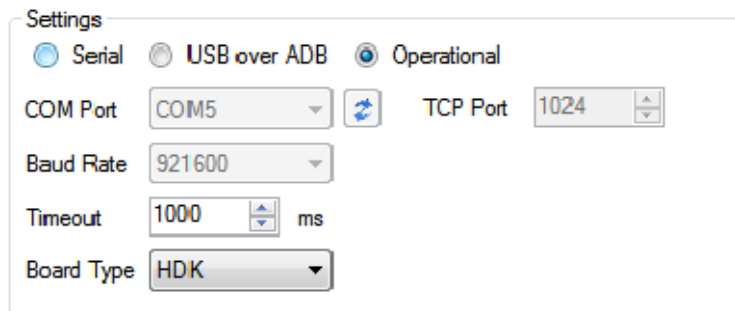 Settings
Serial USB over ADB Operational
COM Port COM5 TCP Port 1024
Baud Rate 921600
Timeout 1000 ms
Board Type HDK